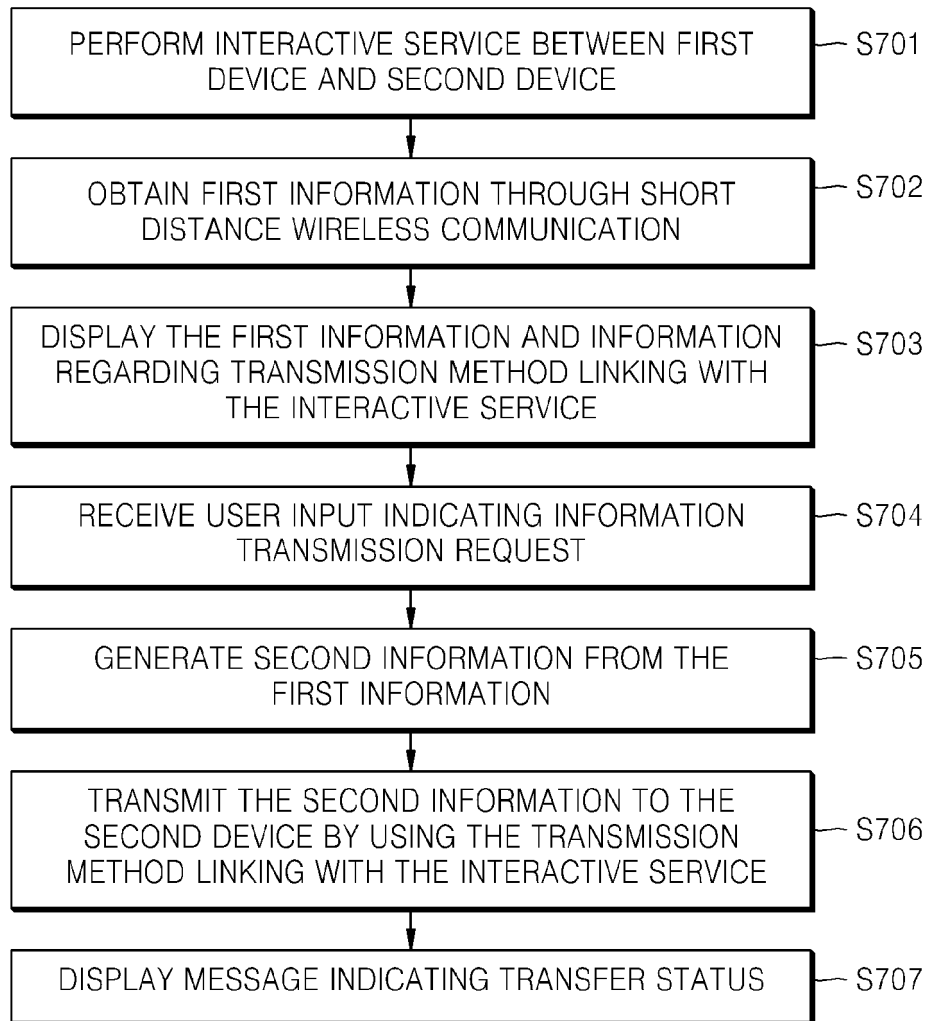 PERFORM INTERACTIVE SERVICE BETWEEN FIRST
DEVICE AND SECOND DEVICE
S701
OBTAIN FIRST INFORMATION THROUGH SHORT
DISTANCE WIRELESS COMMUNICATION
S702
DISPLAY THE FIRST INFORMATION AND INFORMATION
REGARDING TRANSMISSION METHOD LINKING WITH
THE INTERACTIVE SERVICE
S703
RECEIVE USER INPUT INDICATING INFORMATION
TRANSMISSION REQUEST
S704
GENERATE SECOND INFORMATION FROM THE
FIRST INFORMATION
S705
TRANSMIT THE SECOND INFORMATION TO THE
SECOND DEVICE BY USING THE TRANSMISSION
METHOD LINKING WITH THE INTERACTIVE SERVICE
S706
DISPLAY MESSAGE INDICATING TRANSFER STATUS
S707